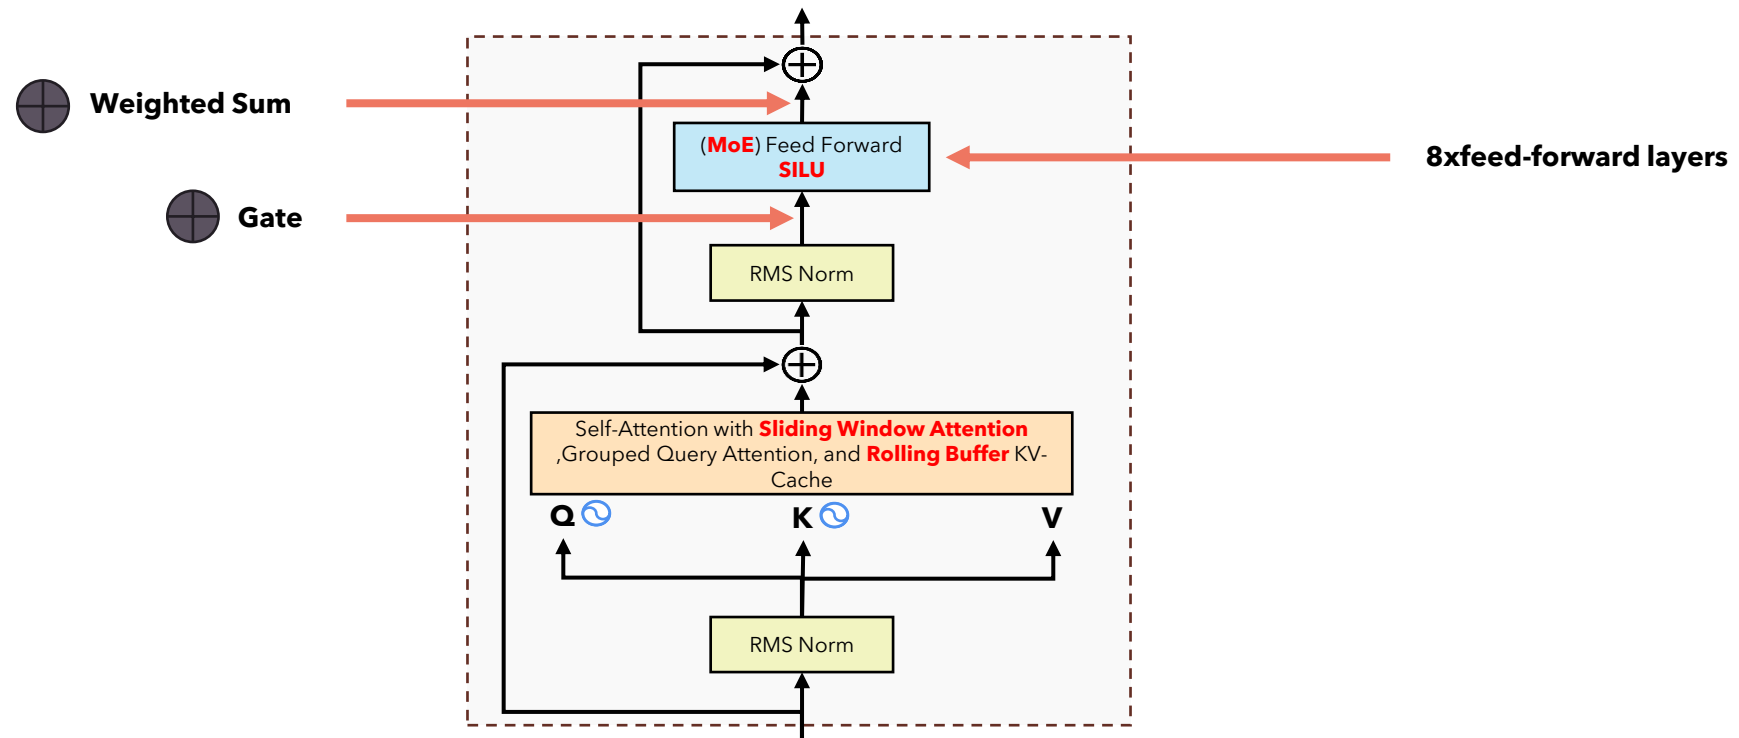 Weighted Sum
(MoE) Feed Forward
SILU
8xfeed-forward layers
Gate
RMS Norm
Self-Attention with Sliding Window Attention
,Grouped Query Attention, and Rolling Buffer KV-
Cache
Q
K
V
RMS Norm